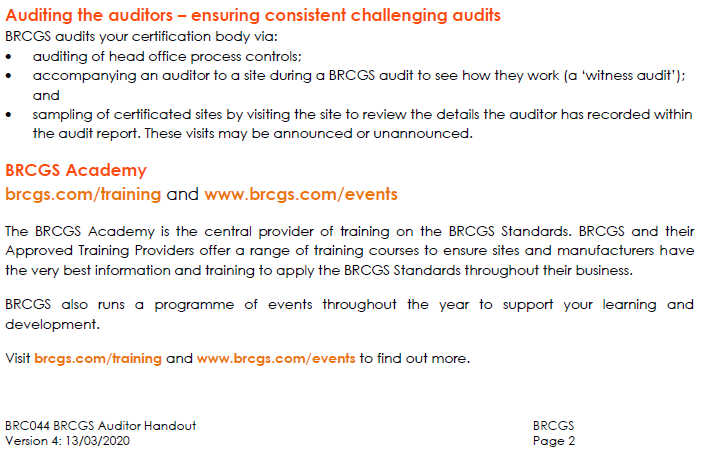 Auditing the auditors – ensuring consistent challenging audits
BRCGS audits your certification body via:
• auditing of head office process controls;
• accompanying an auditor to a site during a BRCGS audit to see how they work (a ‘witness audit’);
and
• sampling of certificated sites by visiting the site to review the details the auditor has recorded within
the audit report. These visits may be announced or unannounced.
BRCGS Academy
brcgs.com/training and www.brcgs.com/events
The BRCGS Academy is the central provider of training on the BRCGS Standards. BRCGS and their
Approved Training Providers offer a range of training courses to ensure sites and manufacturers have
the very best information and training to apply the BRCGS Standards throughout their business.
BRCGS also runs a programme of events throughout the year to support your learning and
development.
Visit brcgs.com/training and www.brcgs.com/events to find out more.
BRC044 BRCGS Auditor Handout BRCGS
Version 4: 13/03/2020 Page 2